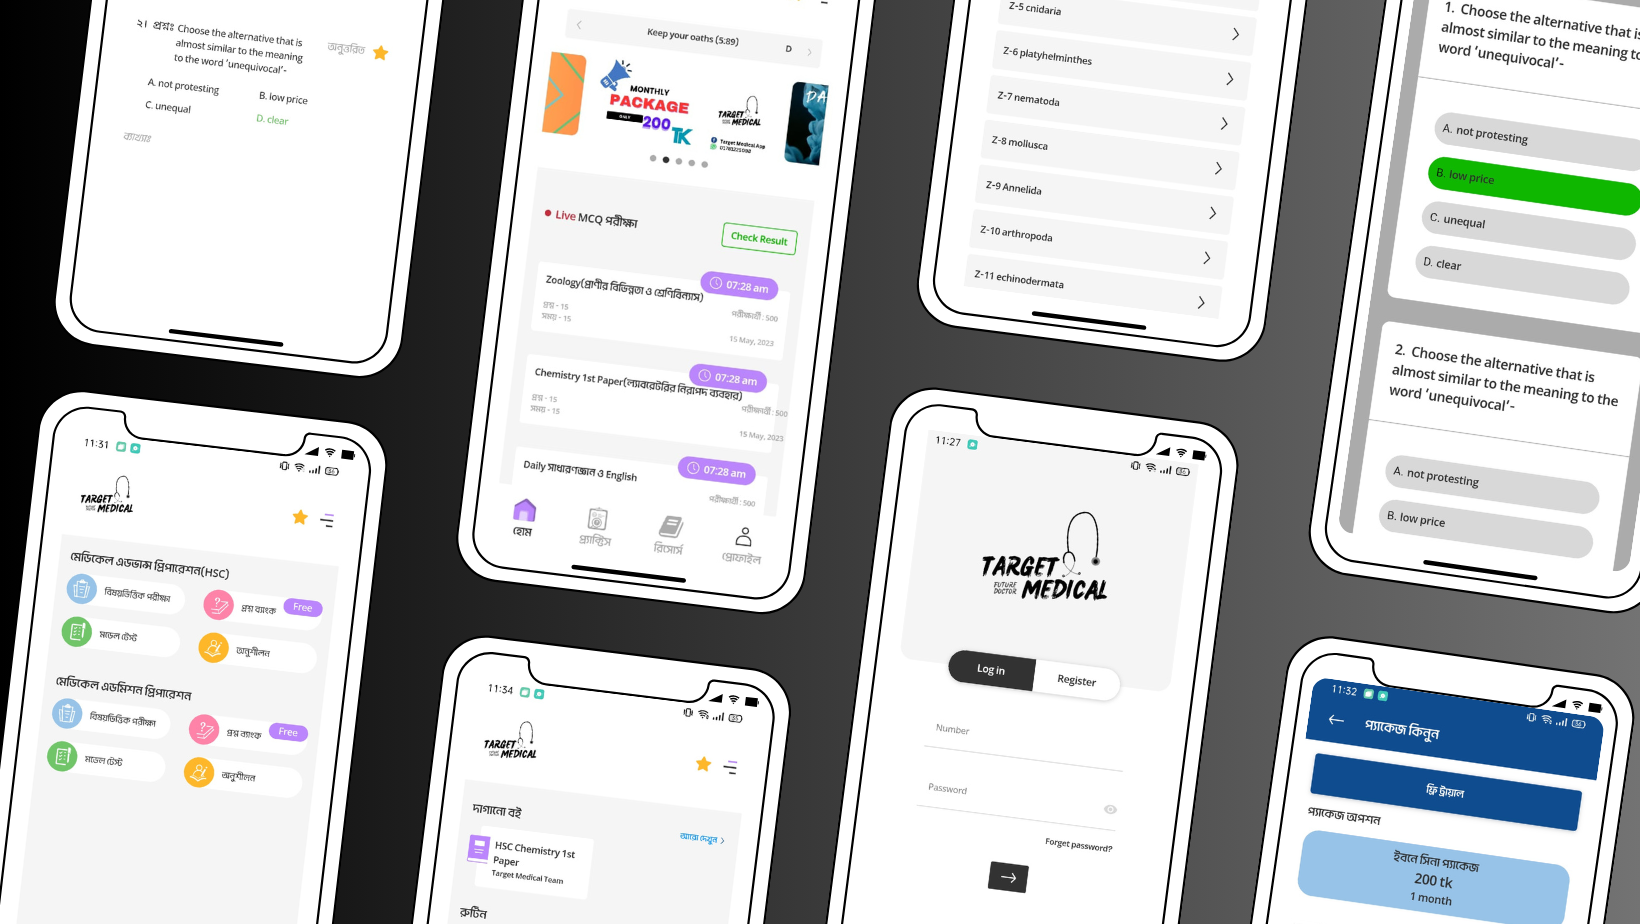 ২। প্রশ্নঃ Choose the alternative that is
almost similar to the meaning
to the word ‘unequivocal’-
অনুত্তরিত
A. not protesting
B. low price
C. unequal
D. clear
ব্যাখ্যাঃ
Keep your oaths (5:89)
D
MONTHLY
PACKAGE
ONLY
200
TK
TARGET
MEDICAL
Target Medical App
DA
Live MCQ পরীক্ষা
Check Result
07:28 am
Zoology(প্রাণীর বিভিন্নতা ও শ্রেণিবিন্যাস)
প্রশ্ন - 15
সময় - 15
পরীক্ষার্থী : 500
15 May, 2023
07:28 am
Chemistry 1st Paper(ল্যাবরেটরির নিরাপদ ব্যবহার)
প্রশ্ন - 15
সময় - 15
পরীক্ষার্থী : 500
15 May, 2023
07:28 am
Daily সাধারণজ্ঞান ও English
পরীক্ষার্থী : 500
হোম
প্র্যাক্টিস
রিসোর্স
প্রোফাইল
Z-5 cnidaria
Z-6 platyhelminthes
Z-7 nematoda
Z-8 mollusca
Z-9 Annelida
Z-10 arthropoda
Z-11 echinodermata
1. Choose the alternative that is
almost similar to the meaning to
word ‘unequivocal’-
A. not protesting
B. low price
C. unequal
D. clear
2. Choose the alternative that is
almost similar to the meaning to the
word ‘unequivocal’-
A. not protesting
B. low price
11:31
TARGET
FUTURE
DOCTOR
MEDICAL
মেডিকেল এডভান্স প্রিপারেশন(HSC)
বিষয়ভিত্তিক পরীক্ষা
প্রশ্ন ব্যাংক
Free
মডেল টেস্ট
অনুশীলন
মেডিকেল এডমিশন প্রিপারেশন
বিষয়ভিত্তিক পরীক্ষা
প্রশ্ন ব্যাংক
Free
মডেল টেস্ট
অনুশীলন
11:34
TARGET
FUTURE
DOCTOR
MEDICAL
দাগানো বই
আরো দেখুন
HSC Chemistry 1st
Paper
Target Medical Team
রুটিন
11:27
TARGET
FUTURE
DOCTOR
MEDICAL
Log in
Register
Number
Password
Forget password?
11:32
প্যাকেজ কিনুন
ফ্রি ট্রায়াল
প্যাকেজ অপশন
ইবনে সিনা প্যাকেজ
200 tk
1 month